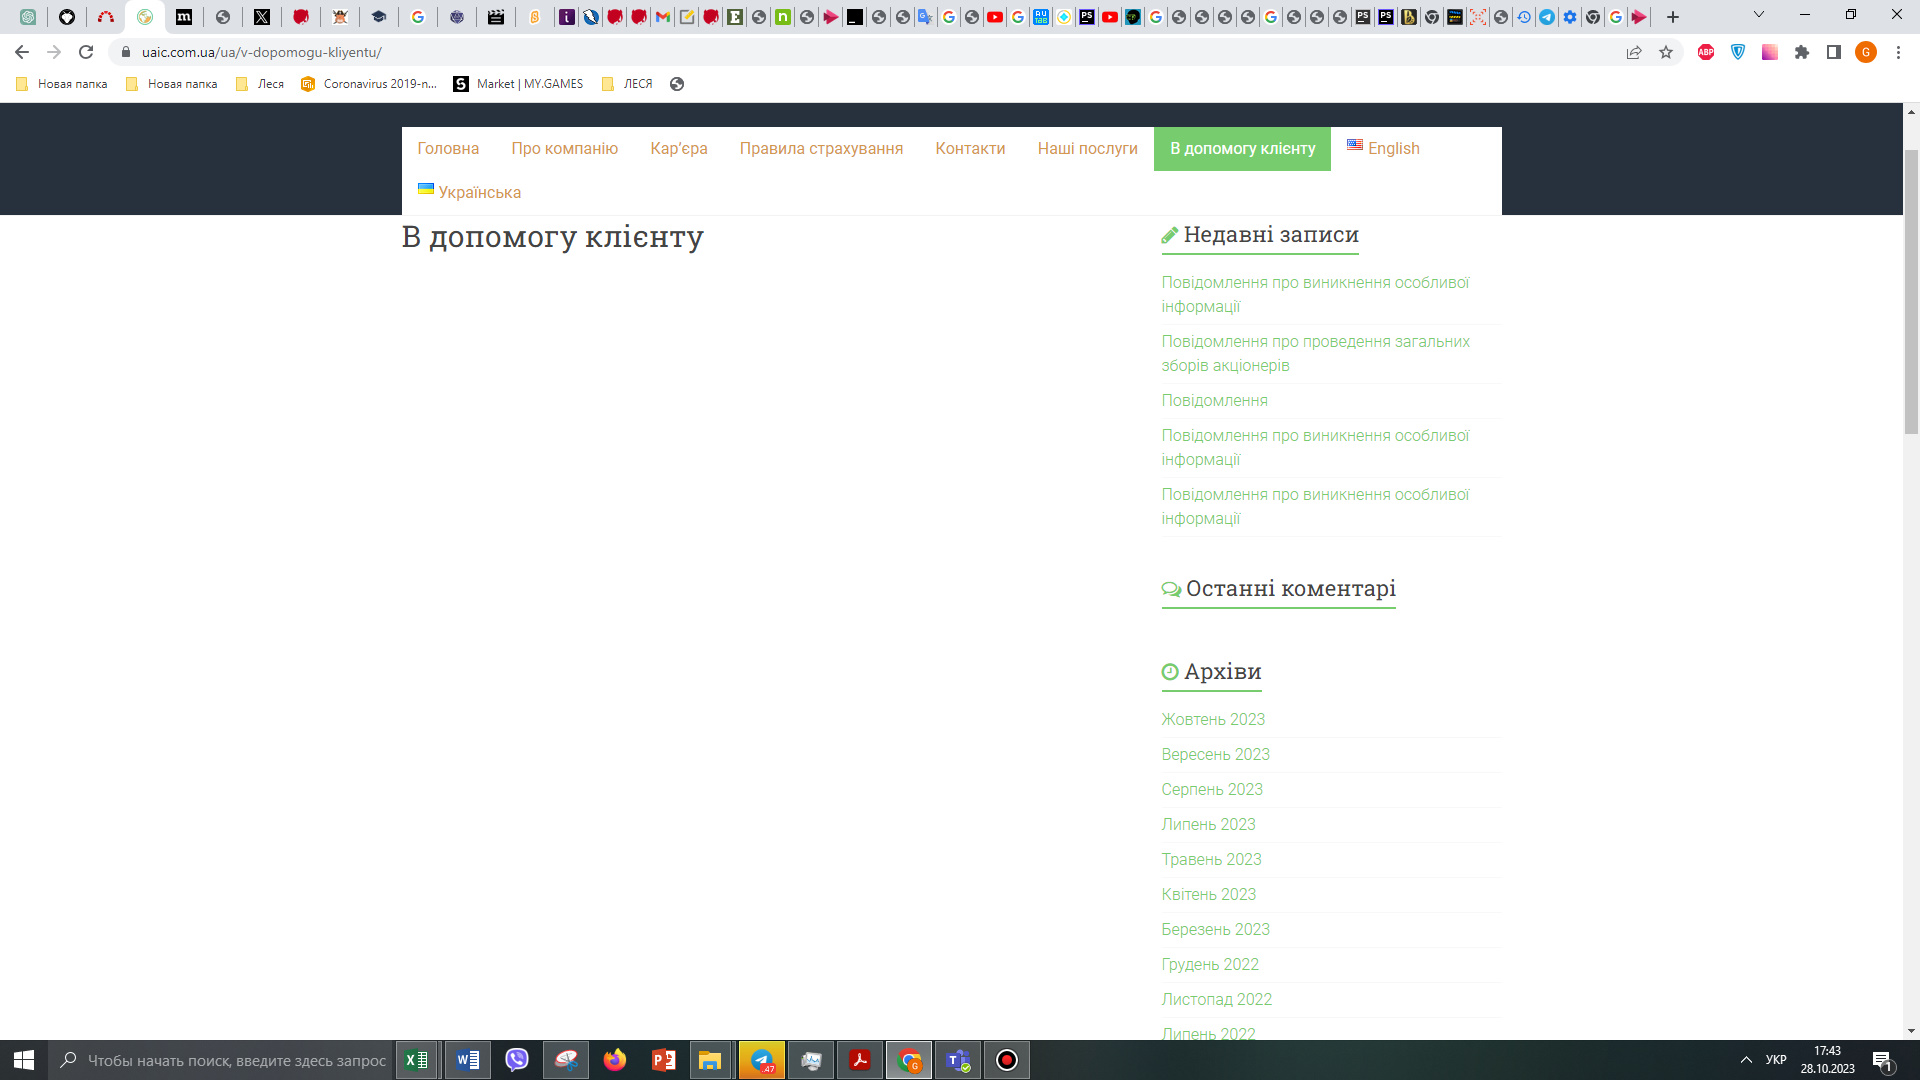 uaic.com.ua/ua/v-dopomogu-kliyentu/
Новая папка Новая папка Леся Coronavirus 2019-n... Market | MY.GAMES ЛЕСЯ
Головна Про компанію Кар’єра Правила страхування Контакти Наші послуги В допомогу клієнту English
Українська
В допомогу клієнту
Недавні записи
Повідомлення про виникнення особливої
інформації
Повідомлення про проведення загальних
зборів акціонерів
Повідомлення
Повідомлення про виникнення особливої
інформації
Повідомлення про виникнення особливої
інформації
Останні коментарі
Архіви
Жовтень 2023
Вересень 2023
Серпень 2023
Липень 2023
Травень 2023
Квітень 2023
Березень 2023
Грудень 2022
Листопад 2022
Липень 2022
Чтобы начать поиск, введите здесь запрос
УКР
17:43
28.10.2023